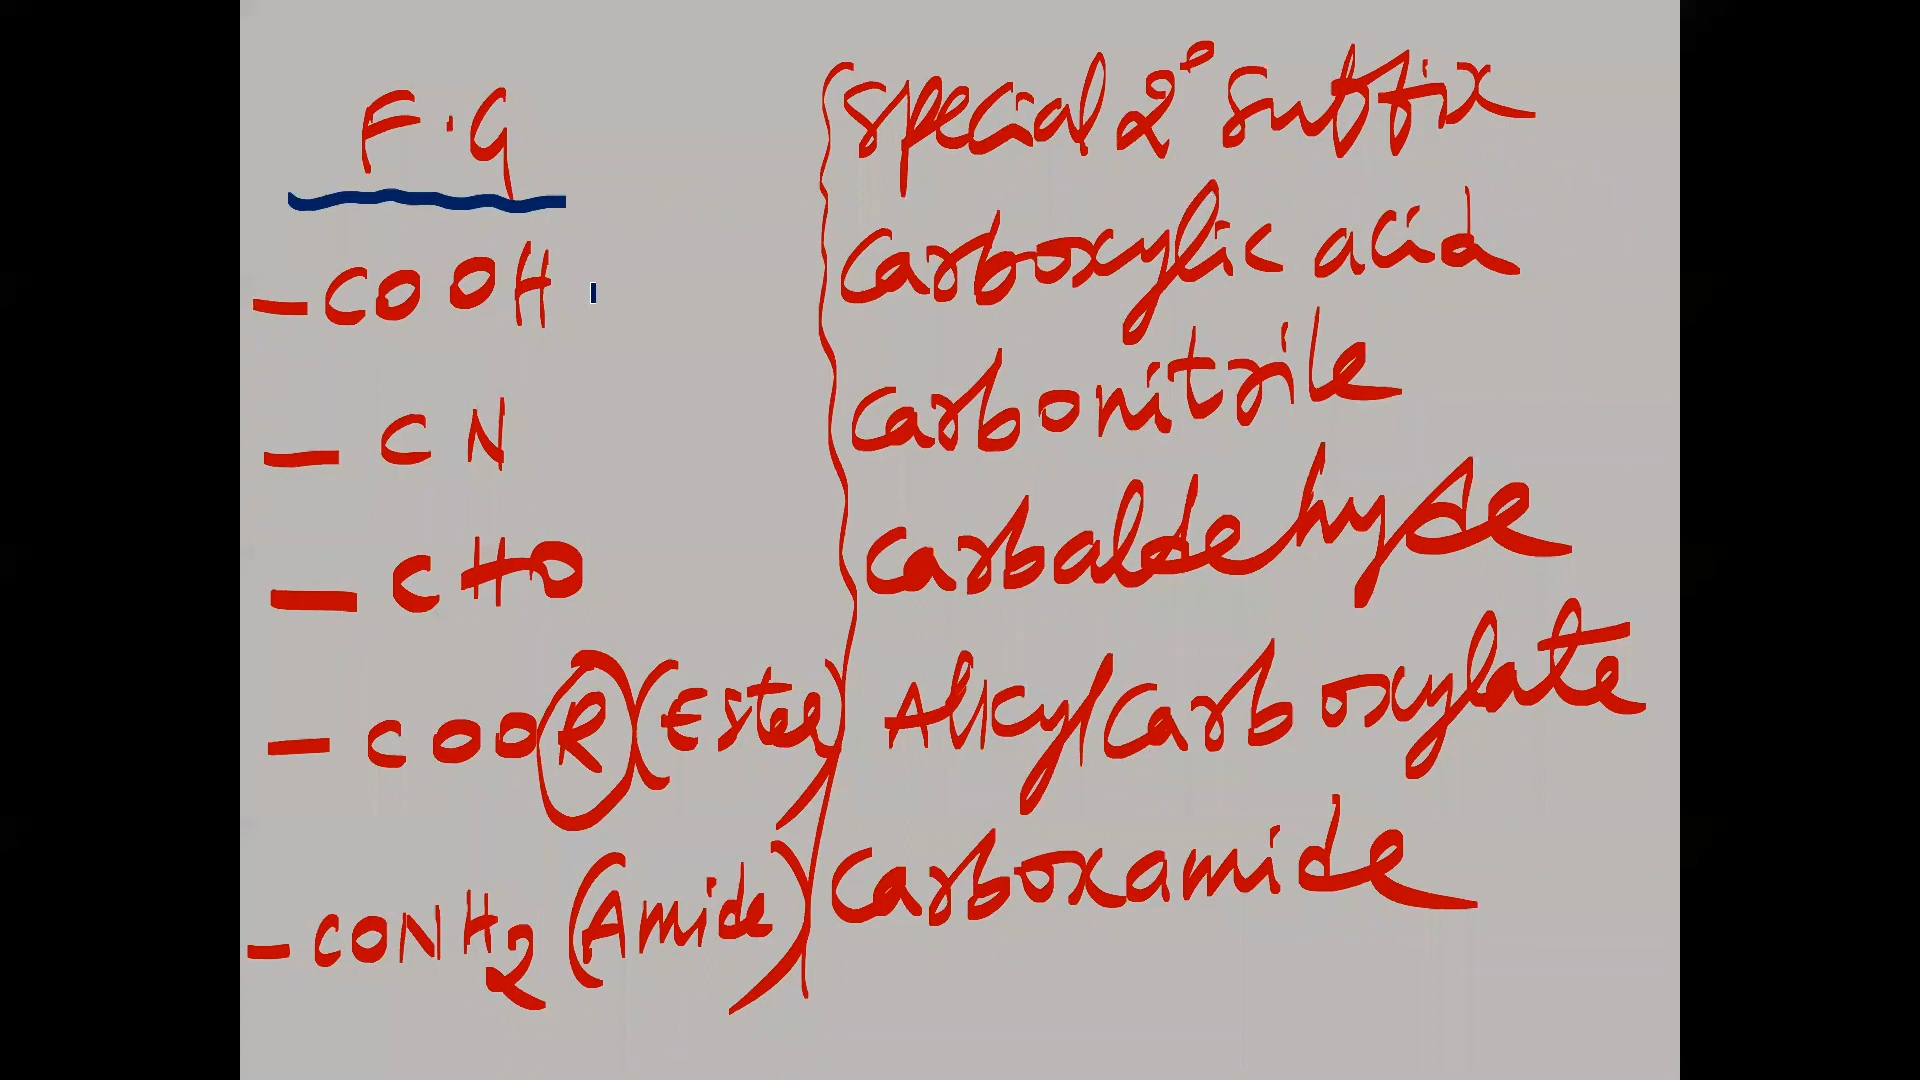 F.G special 2° suffix
-COOH carboxylic acid
- CN carbonitrile
- CHO carbaldehyde
- COOR (Ester) Alkylcarboxylate
- CONH2 (Amide) carboxamide